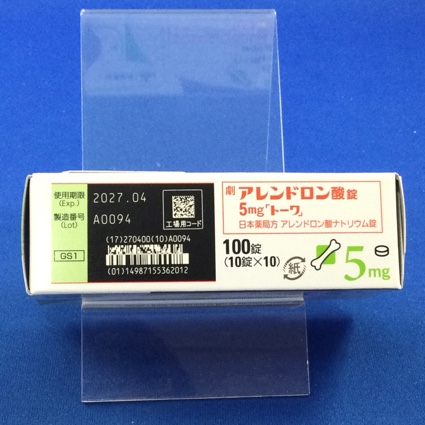 使用期限
(Exp.)
2027.04
製造番号
(Lot)
A0094
工場用コード
GS1
(17)270400(10)A0094
(01)14987155362012
劇 アレンドロン酸錠
5mg「トーワ」
日本薬局方 アレンドロン酸ナトリウム錠
100錠
(10錠×10)
紙
5mg